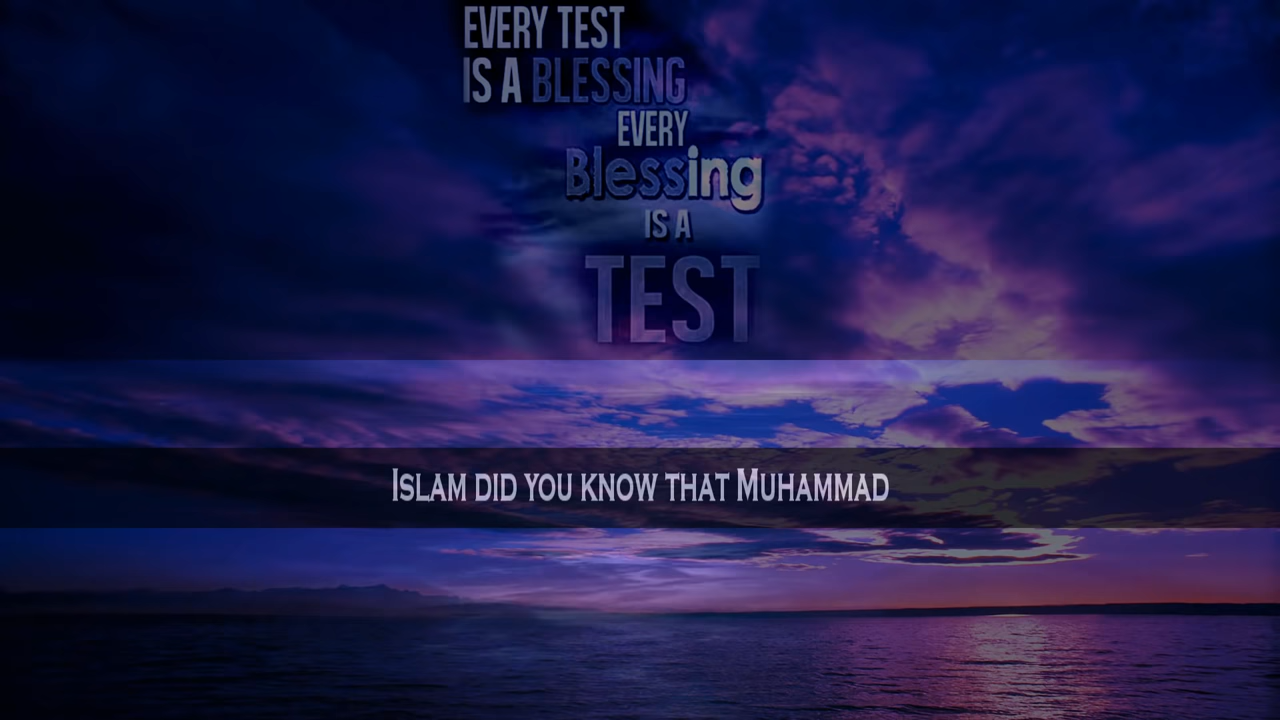 EVERY TEST
IS A BLESSING
EVERY
Blessing
IS A
TEST
Islam did you know that Muhammad